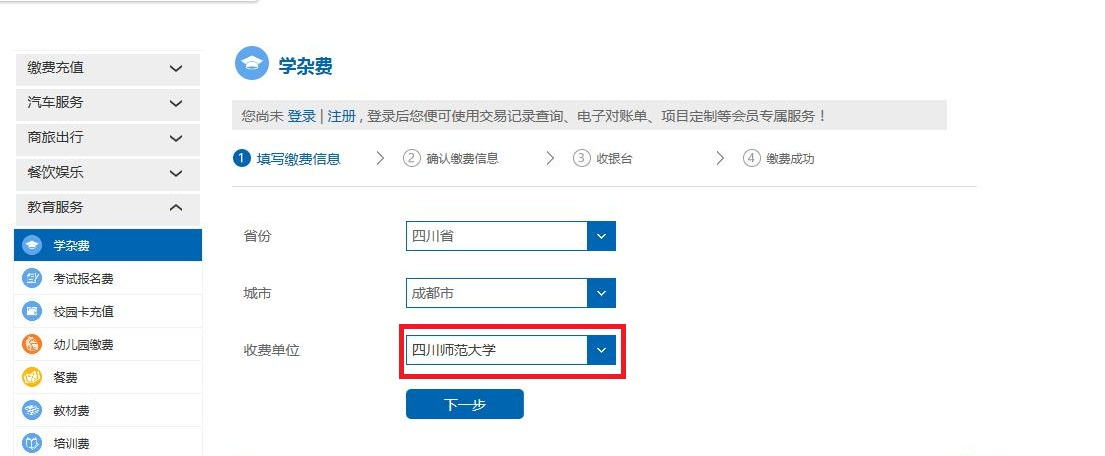 学杂费
您尚未 登录 | 注册 , 登录后您便可使用交易记录查询、电子对账单、项目定制等会员专属服务！
1 填写缴费信息 2 确认缴费信息 3 收银台 4 缴费成功
缴费充值
汽车服务
商旅出行
餐饮娱乐
教育服务
学杂费
考试报名费
校园卡充值
幼儿园缴费
餐费
教材费
培训费
省份 四川省
城市 成都市
收费单位 四川师范大学
下一步